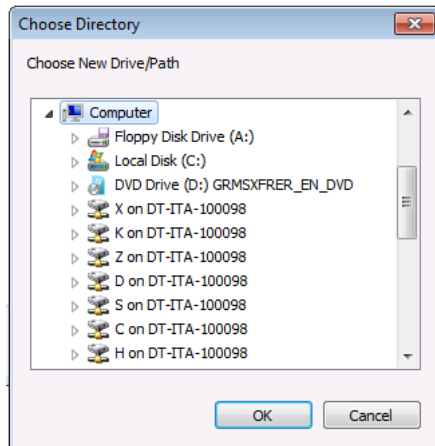 Choose Directory
Choose New Drive/Path
Computer
Floppy Disk Drive (A:)
Local Disk (C:)
DVD Drive (D:) GRMSXFRER_EN_DVD
X on DT-ITA-100098
K on DT-ITA-100098
Z on DT-ITA-100098
D on DT-ITA-100098
S on DT-ITA-100098
C on DT-ITA-100098
H on DT-ITA-100098
OK Cancel